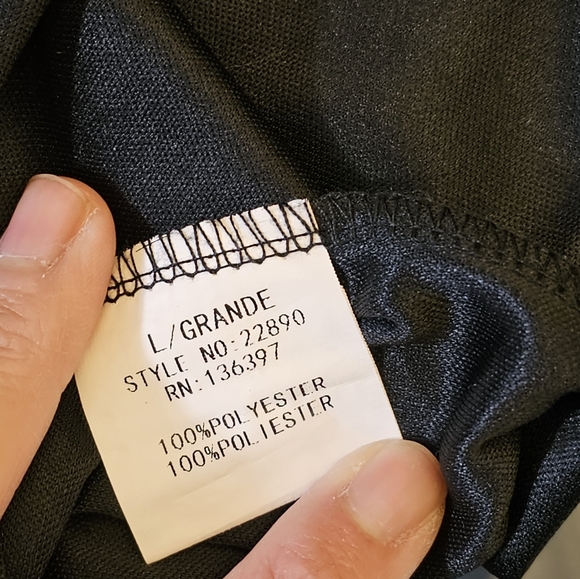 L/GRANDE
STYLE NO:22890
RN:136397
100%POLYESTER
100%POLIESTER